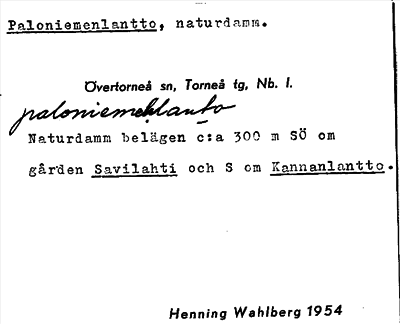 Paloniemenlantto, naturdamm.
Övertorneå sn, Torneå tg, Nb. l.
paloniemenlanto
Naturdamm belägen c:a 300 m SÖ om
gården Savilahti och S om Kannanlantto.
Henning Wahlberg 1954